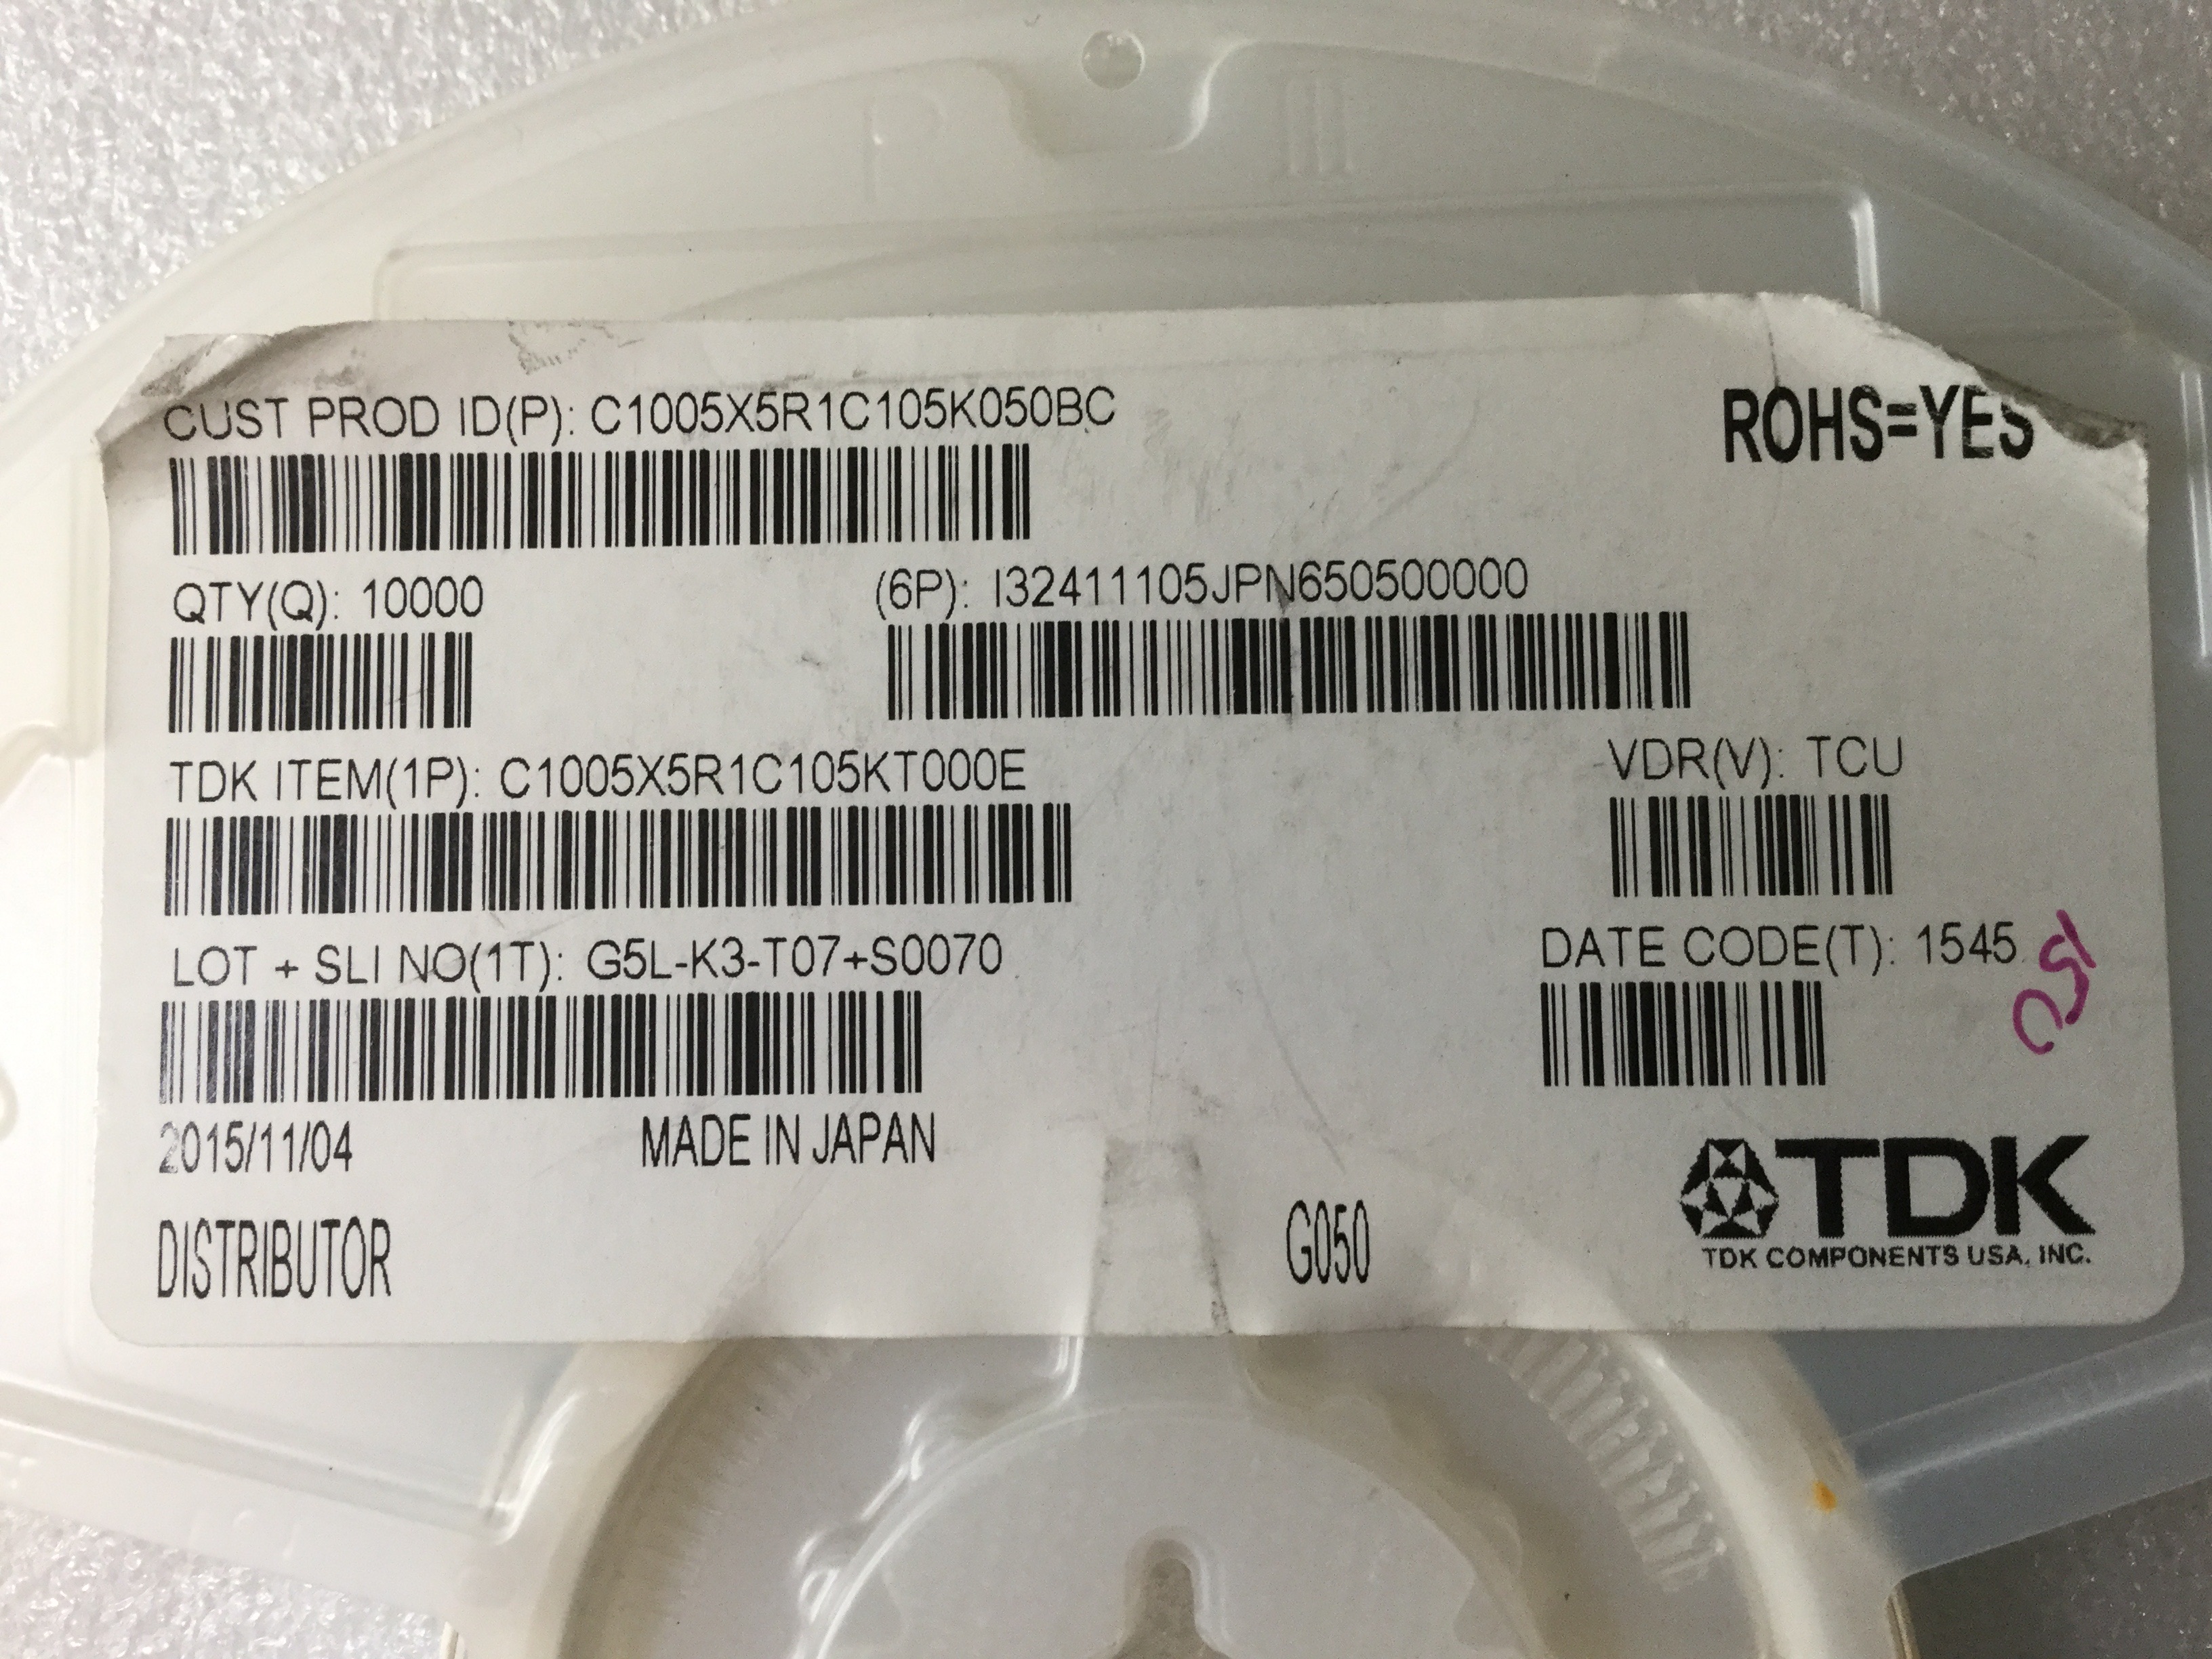 CUST PROD ID(P): C1005X5R1C105K050BC
ROHS=YES
QTY(Q): 10000
(6P): I32411105JPN650500000
TDK ITEM(1P): C1005X5R1C105KT000E
VDR(V): TCU
LOT + SLI NO(1T): G5L-K3-T07+S0070
DATE CODE(T): 1545
2015/11/04
MADE IN JAPAN
DISTRIBUTOR
G050
TDK
TDK COMPONENTS USA, INC.